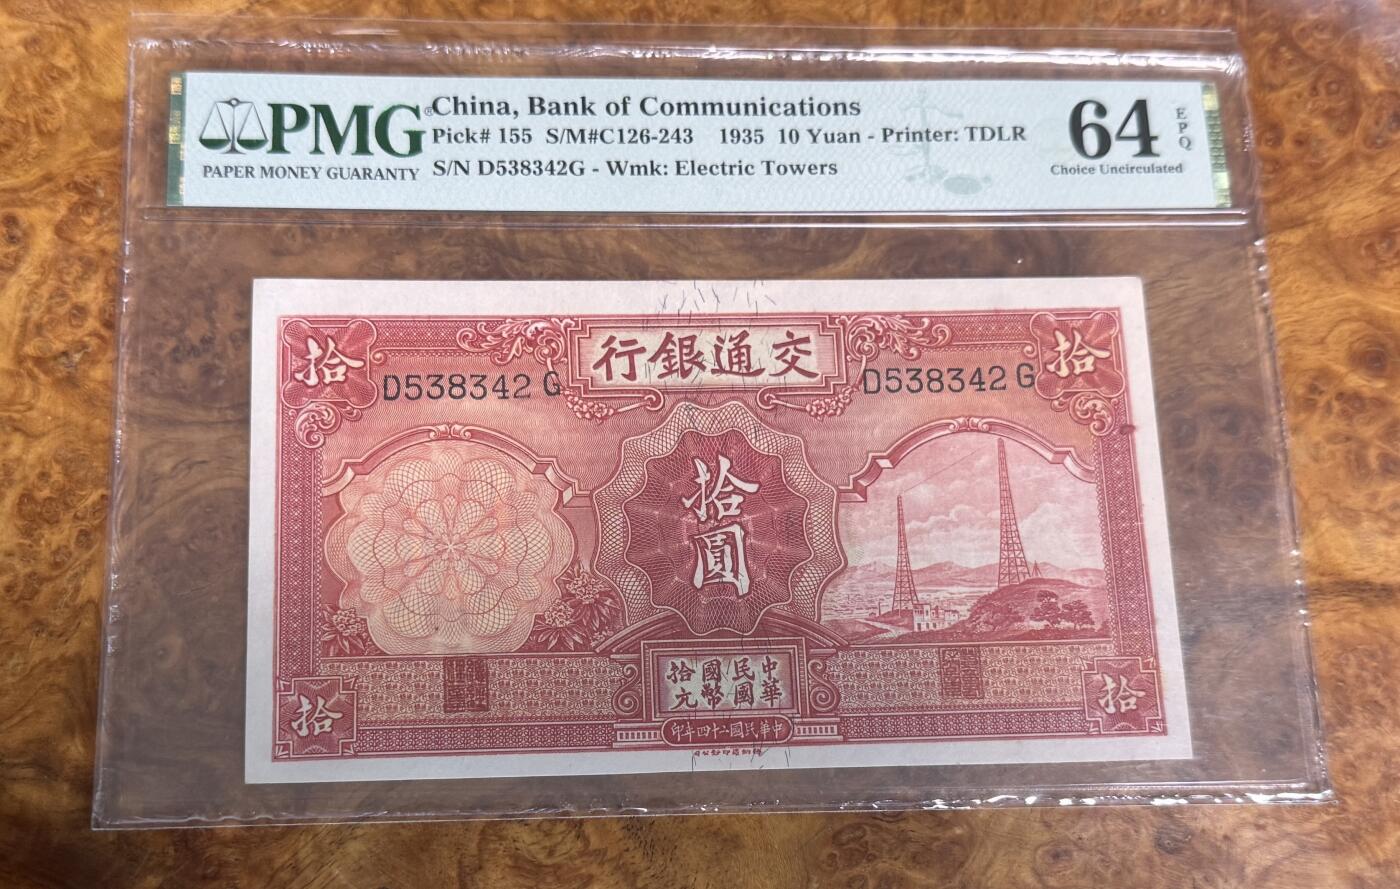 PMG®
PAPER MONEY GUARANTY
China, Bank of Communications
Pick# 155 S/M#C126-243 1935 10 Yuan - Printer: TDLR
S/N D538342G - Wmk: Electric Towers
64
EPQ
Choice Uncirculated
行銀通交
拾
拾
D538342 G
D538342 G
拾圓
中華民國國幣拾元
拾
拾
印年四十二國民華中